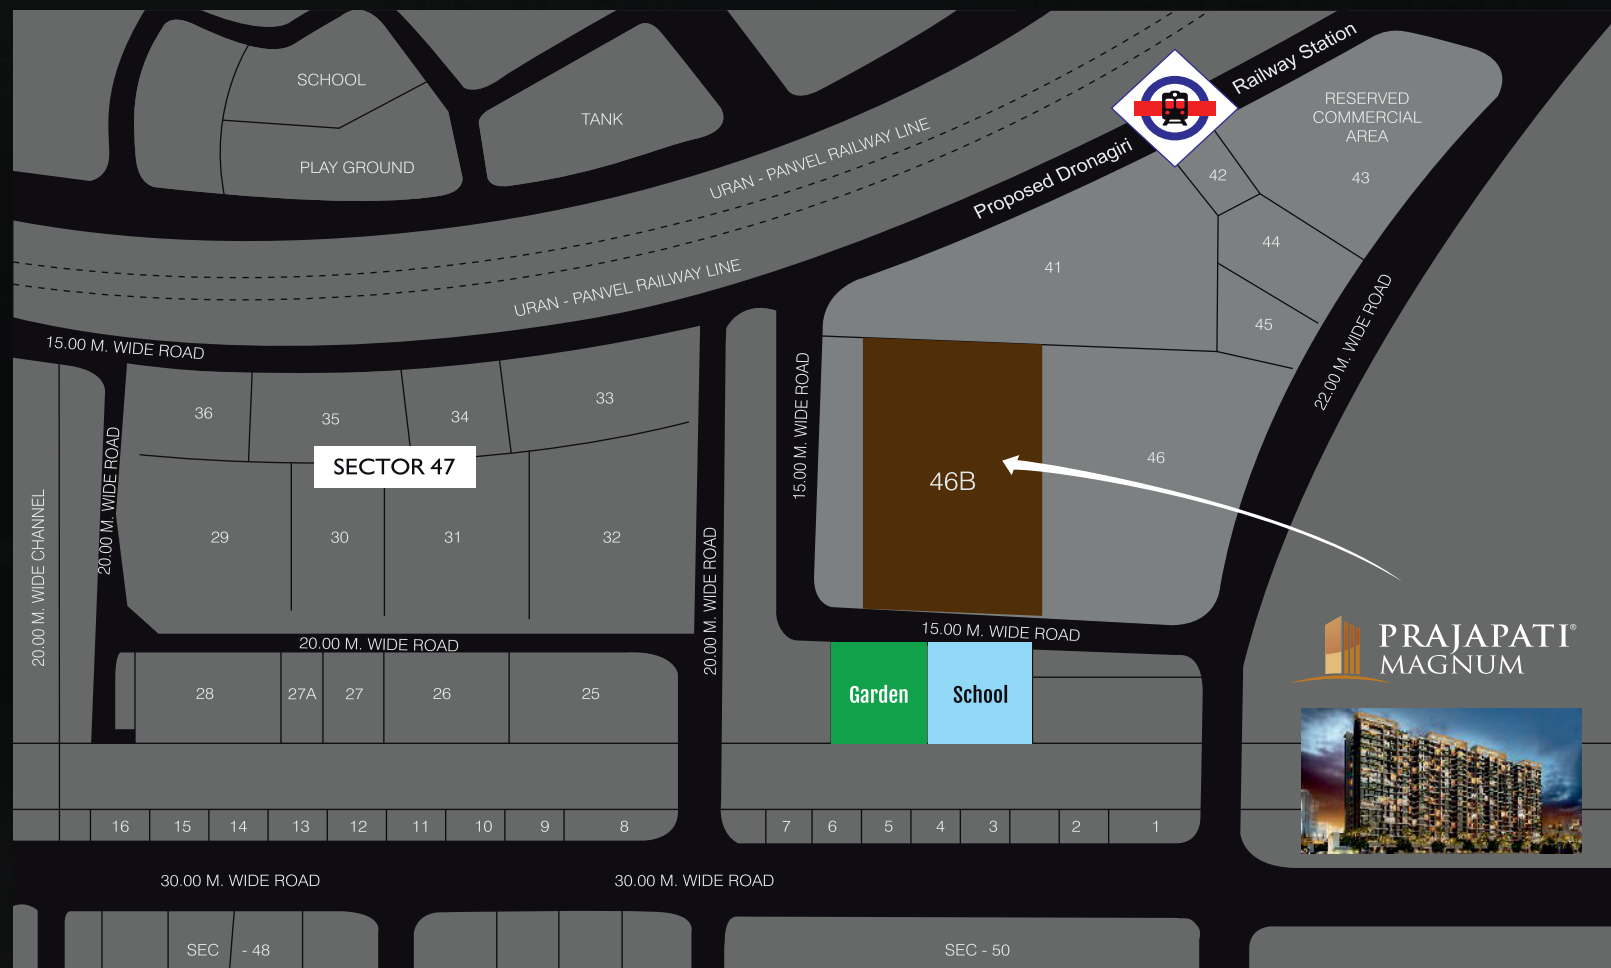 SCHOOL
PLAY GROUND
TANK
URAN - PANVEL RAILWAY LINE
URAN - PANVEL RAILWAY LINE
Proposed Dronagiri
Railway Station
RESERVED
COMMERCIAL
AREA
43
42
44
41
45
15.00 M. WIDE ROAD
22.00 M. WIDE ROAD
15.00 M. WIDE ROAD
36
35
34
33
SECTOR 47
46B
46
20.00 M. WIDE CHANNEL
20.00 M. WIDE ROAD
29
30
31
32
20.00 M. WIDE ROAD
20.00 M. WIDE ROAD
15.00 M. WIDE ROAD
PRAJAPATI®
MAGNUM
28
27A
27
26
25
Garden
School
16
15
14
13
12
11
10
9
8
7
6
5
4
3
2
1
30.00 M. WIDE ROAD
30.00 M. WIDE ROAD
SEC - 48
SEC - 50